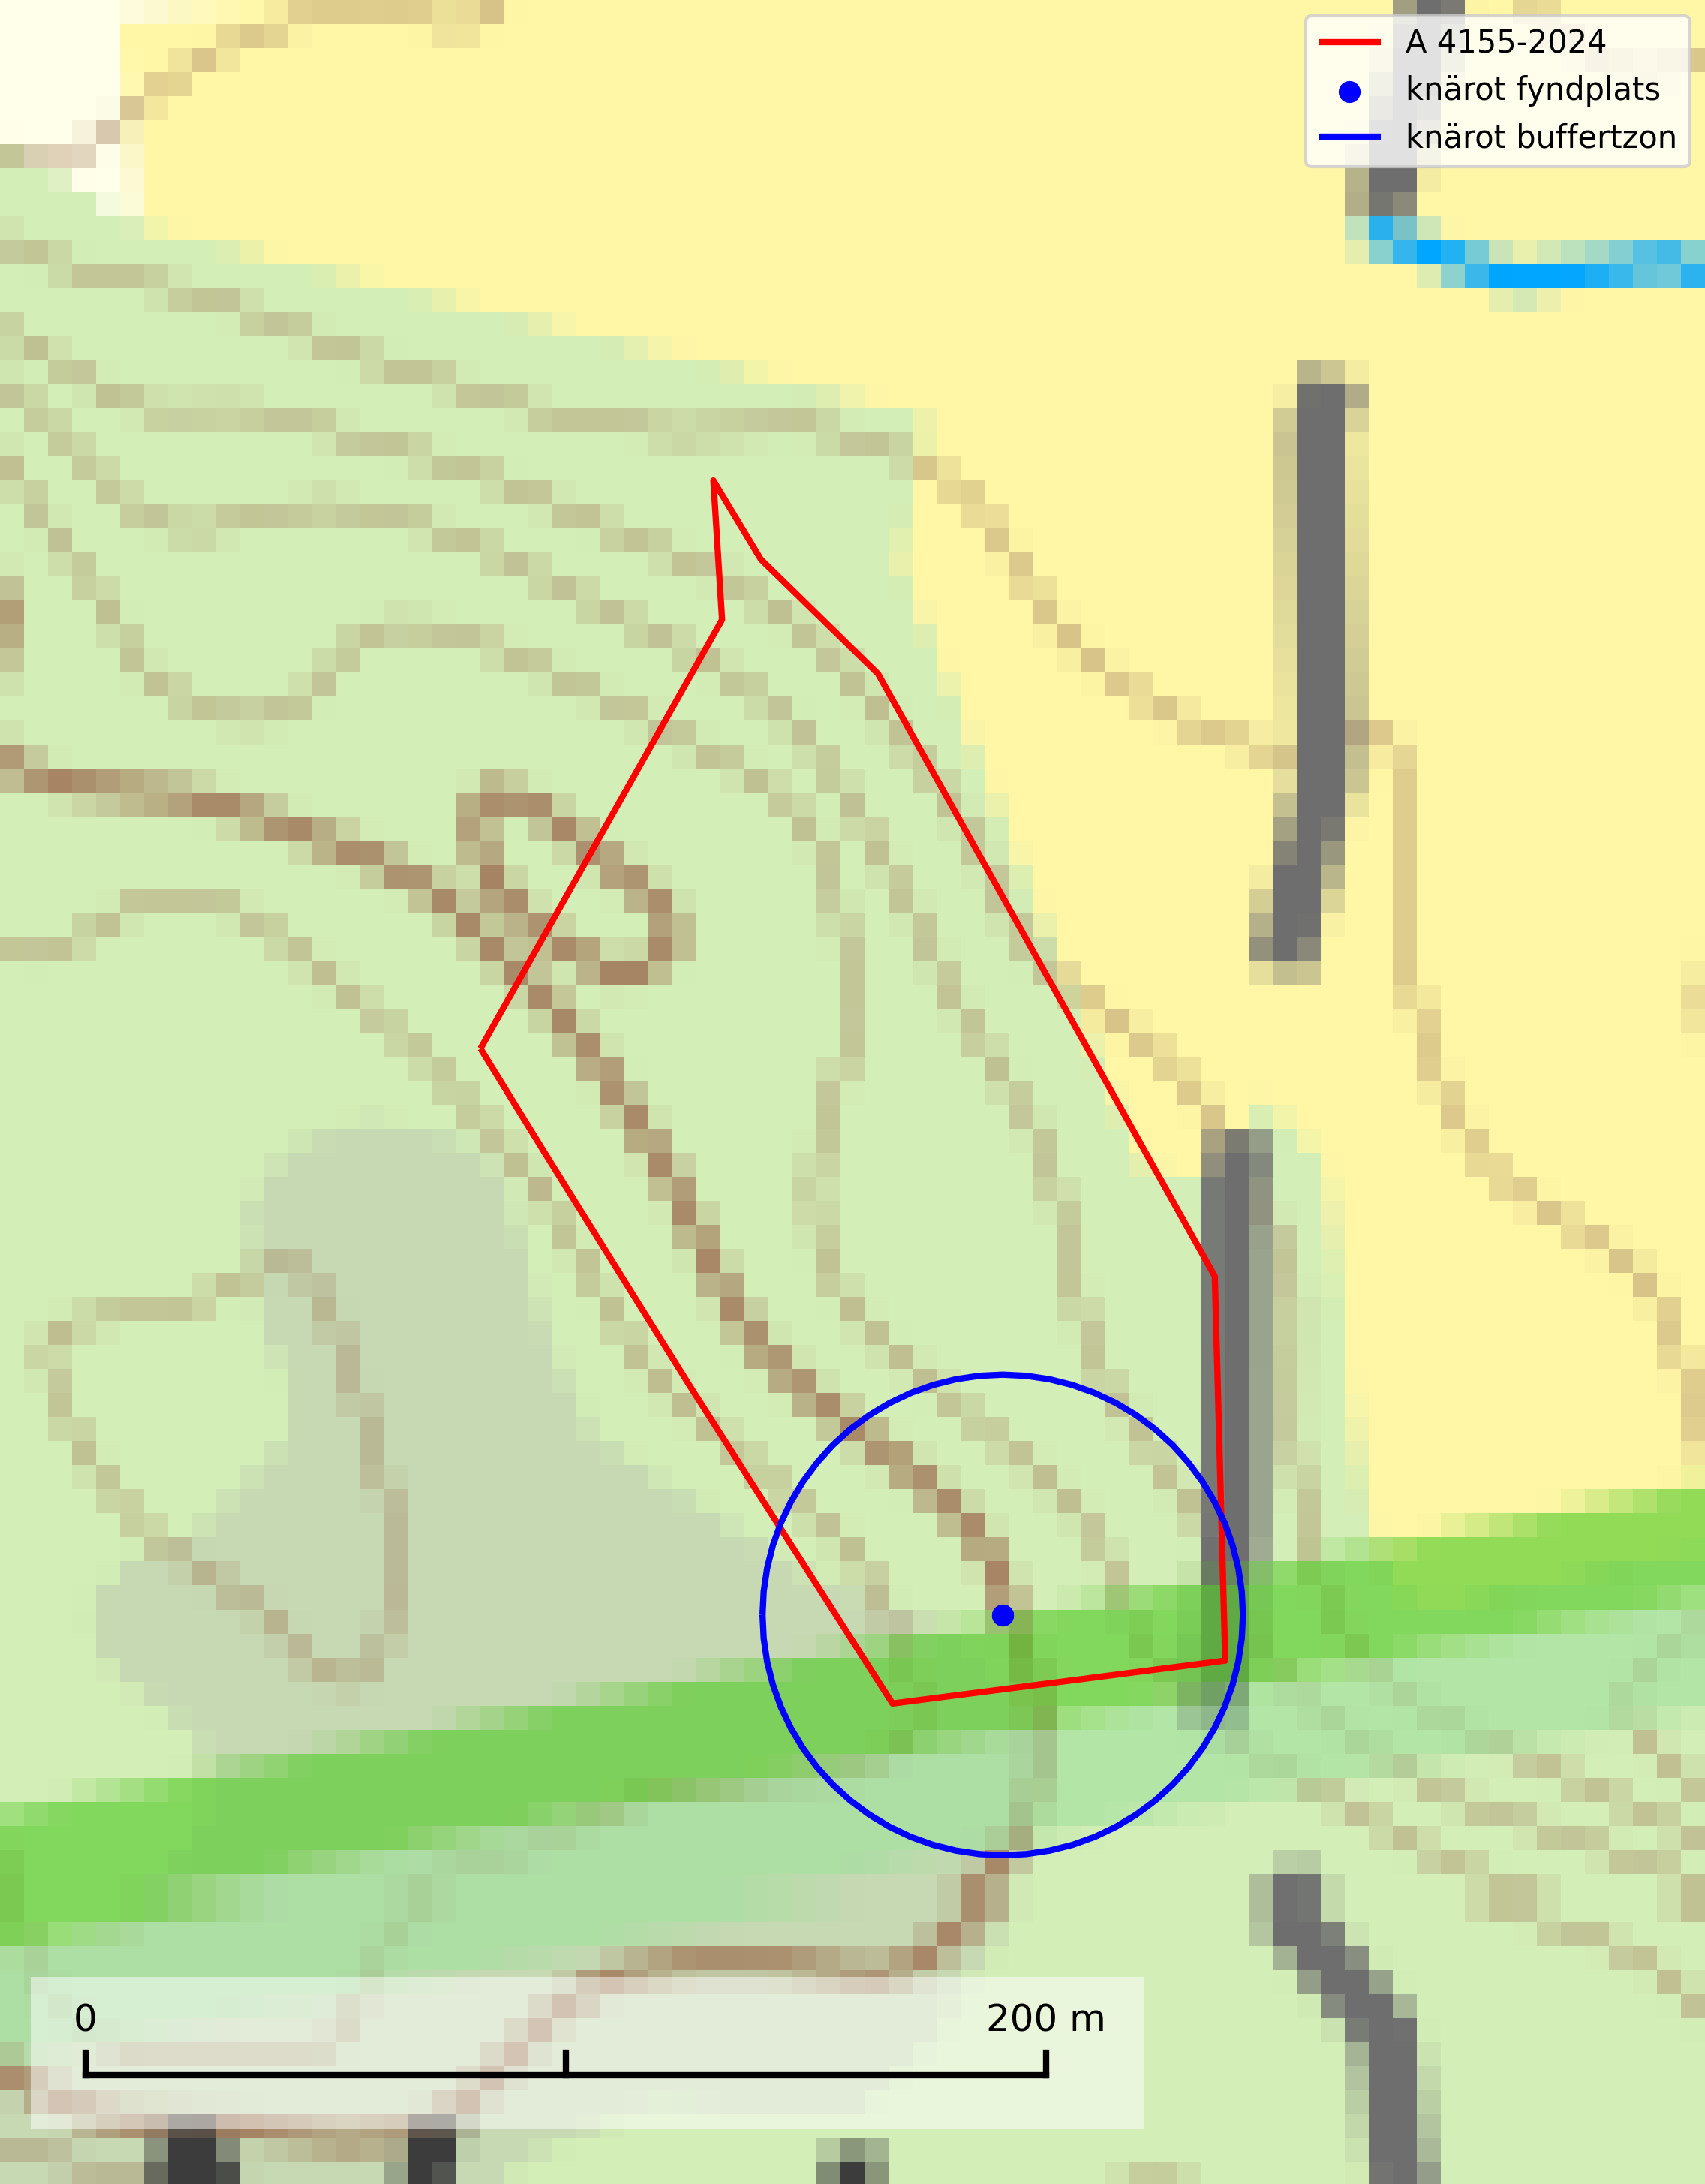 A 4155-2024
knärot fyndplats
knärot buffertzon
0 200 m